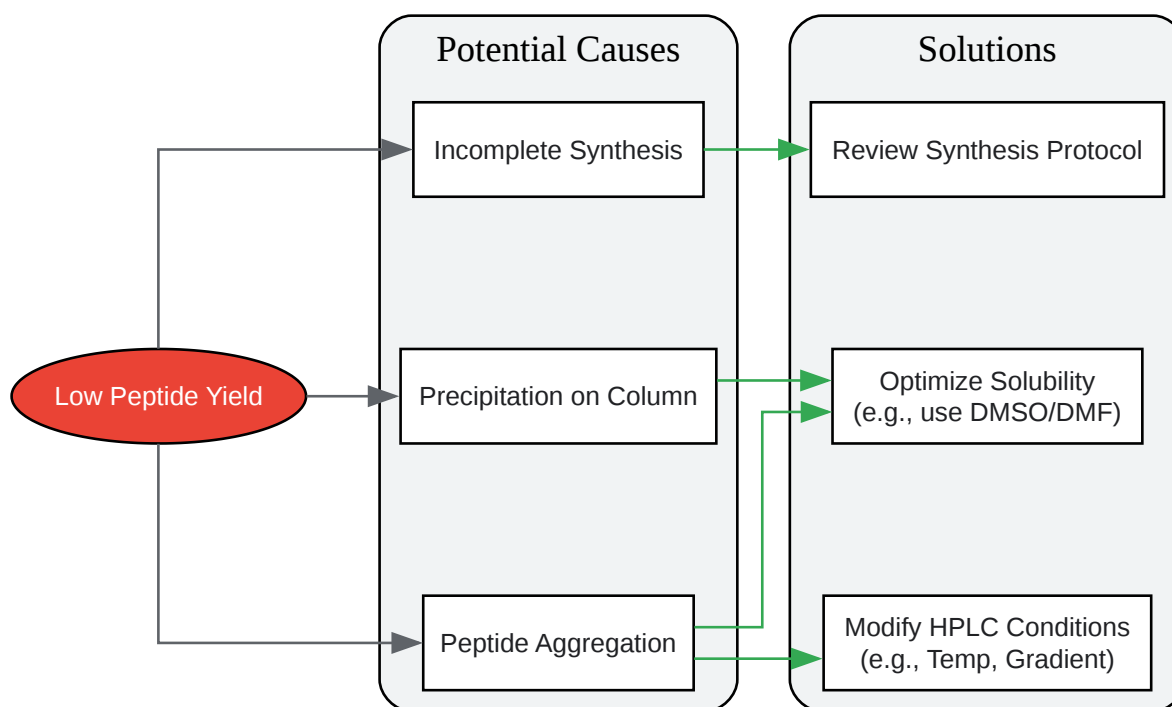 Potential Causes
Solutions
Incomplete Synthesis
Review Synthesis Protocol
Low Peptide Yield
Precipitation on Column
Optimize Solubility
(e.g., use DMSO/DMF)
Peptide Aggregation
Modify HPLC Conditions
(e.g., Temp, Gradient)